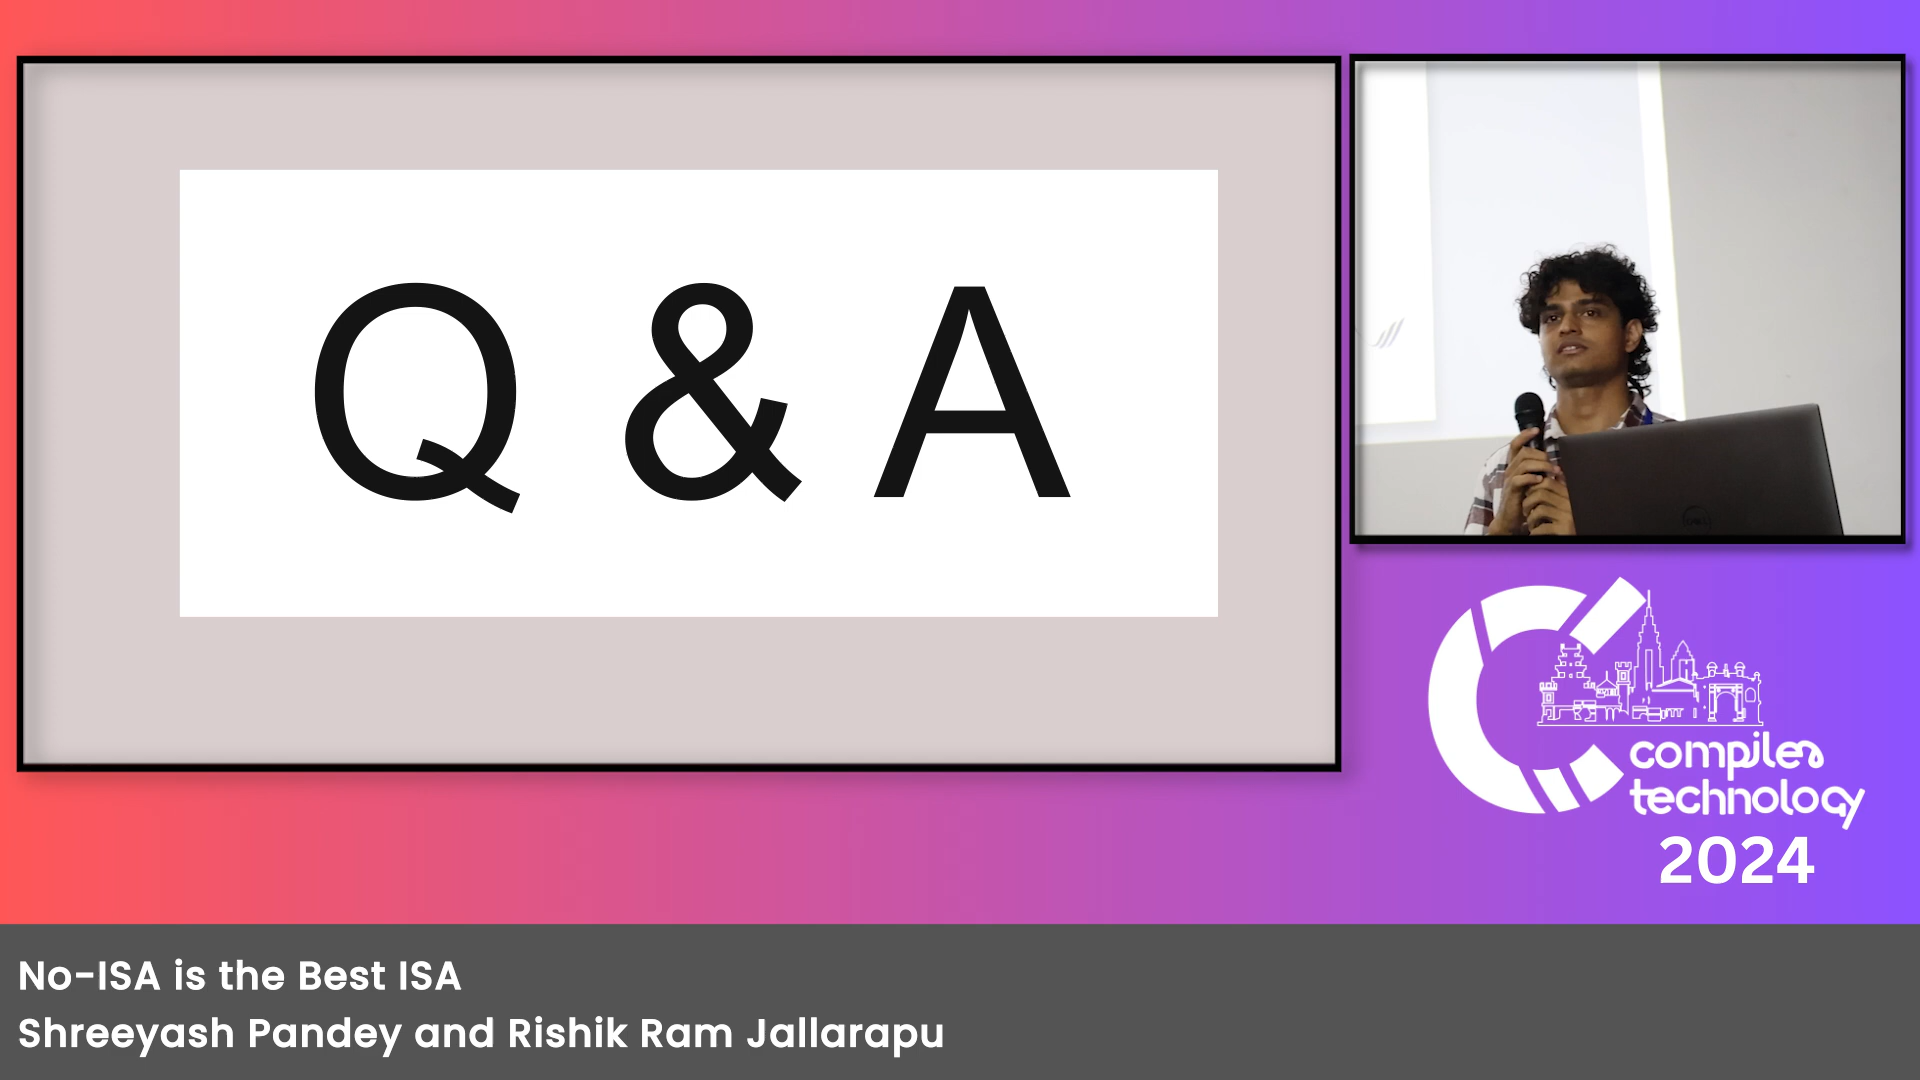 Q & A
compiler
technology
2024
No-ISA is the Best ISA
Shreeyash Pandey and Rishik Ram Jallarapu